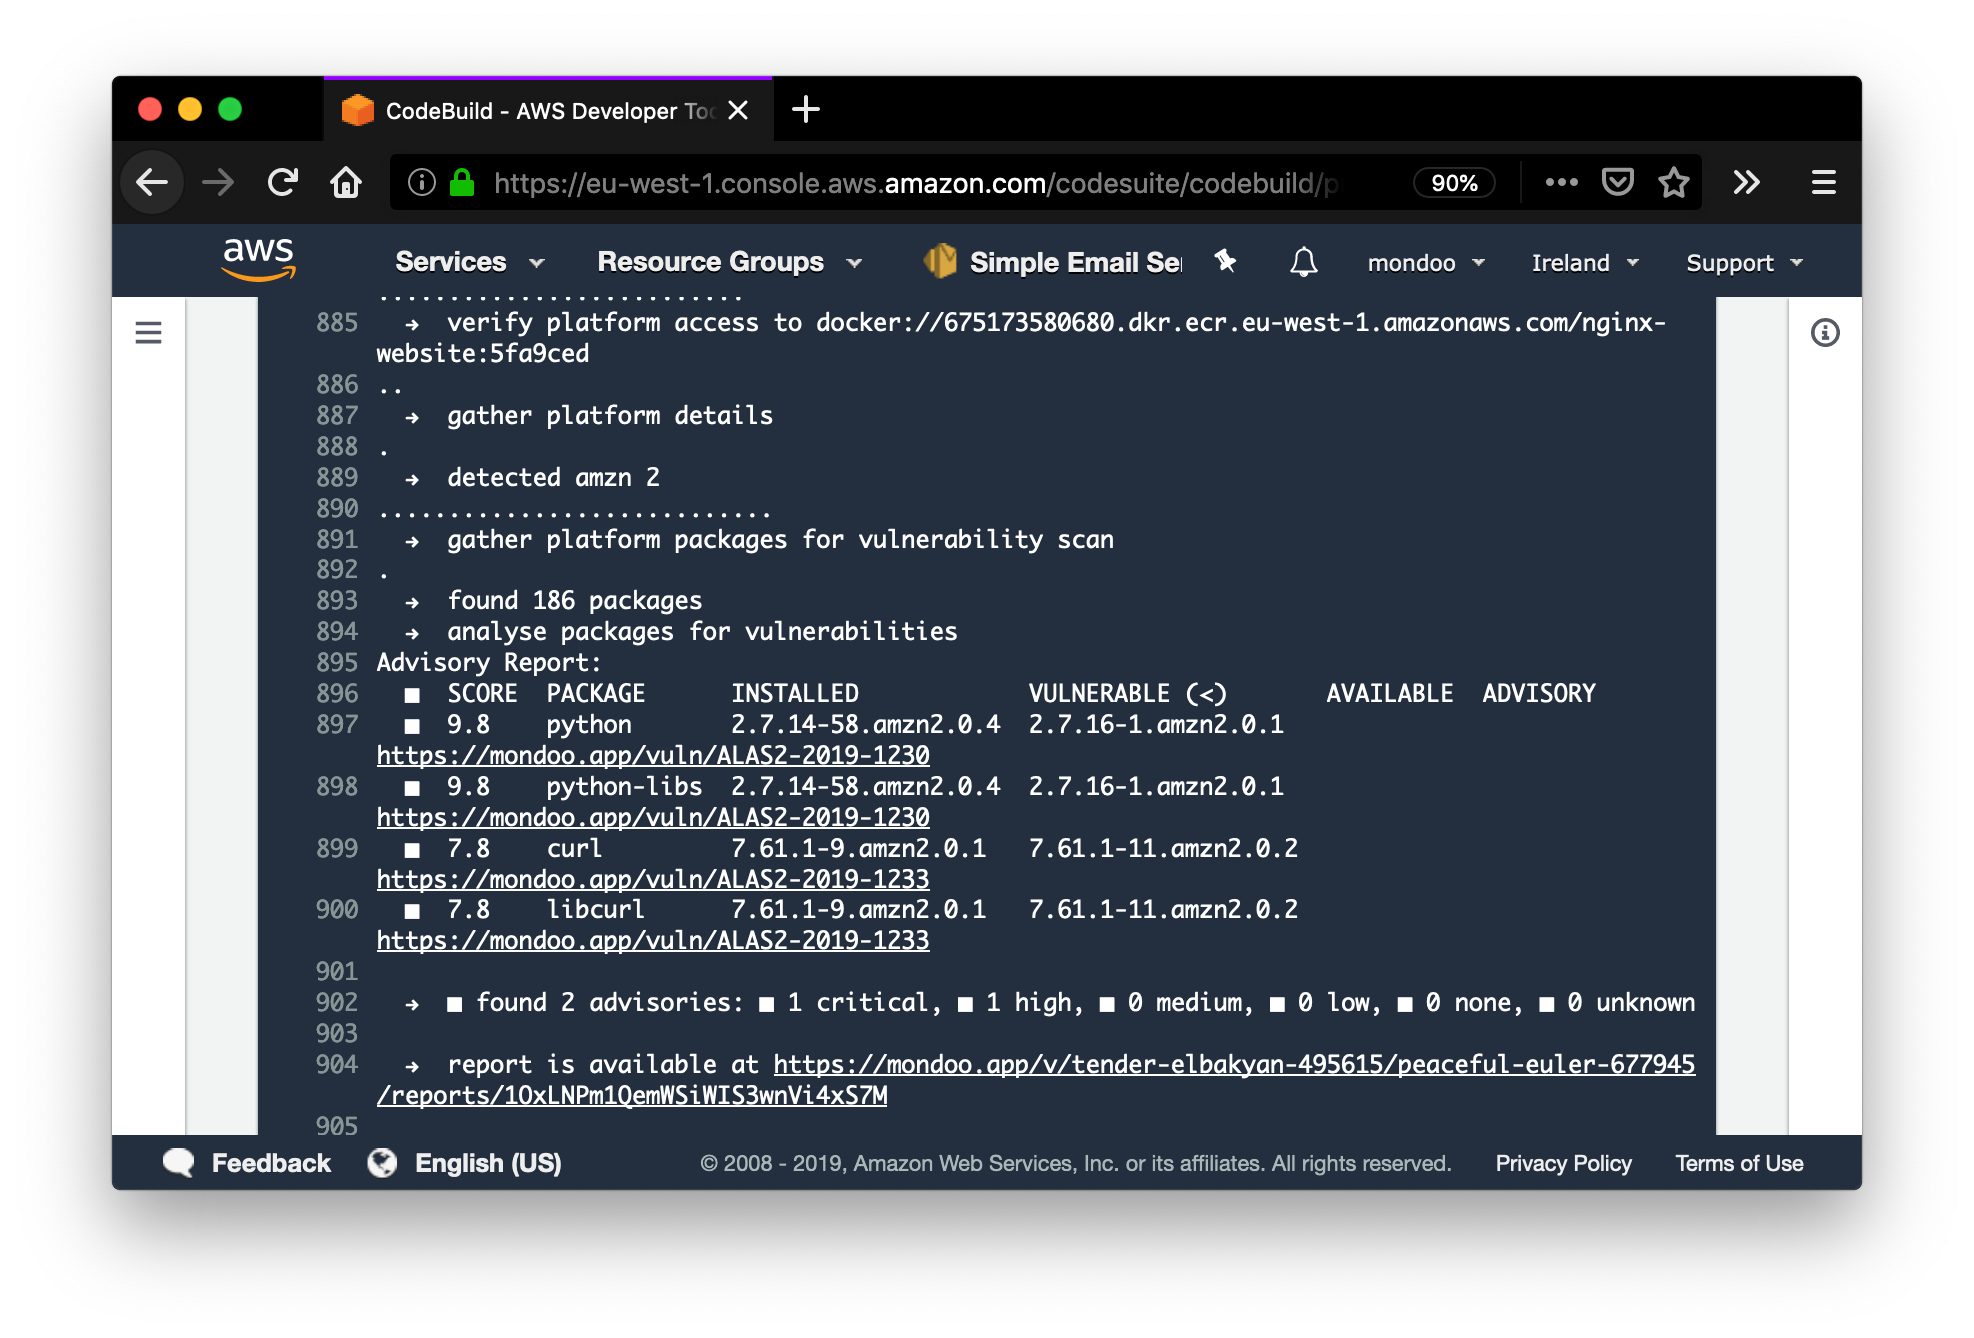 CodeBuild - AWS Developer Too
https://eu-west-1.console.aws.amazon.com/codesuite/codebuild/p
90%
aws
Services
Resource Groups
Simple Email Se
mondoo
Ireland
Support
..........................
885 → verify platform access to docker://675173580680.dkr.ecr.eu-west-1.amazonaws.com/nginx-
website:5fa9ced
886 ..
887 → gather platform details
888 .
889 → detected amzn 2
890 ............................
891 → gather platform packages for vulnerability scan
892 .
893 → found 186 packages
894 → analyse packages for vulnerabilities
895 Advisory Report:
896 ■ SCORE PACKAGE INSTALLED VULNERABLE (<) AVAILABLE ADVISORY
897 ■ 9.8 python 2.7.14-58.amzn2.0.4 2.7.16-1.amzn2.0.1
https://mondoo.app/vuln/ALAS2-2019-1230
898 ■ 9.8 python-libs 2.7.14-58.amzn2.0.4 2.7.16-1.amzn2.0.1
https://mondoo.app/vuln/ALAS2-2019-1230
899 ■ 7.8 curl 7.61.1-9.amzn2.0.1 7.61.1-11.amzn2.0.2
https://mondoo.app/vuln/ALAS2-2019-1233
900 ■ 7.8 libcurl 7.61.1-9.amzn2.0.1 7.61.1-11.amzn2.0.2
https://mondoo.app/vuln/ALAS2-2019-1233
901
902 → ■ found 2 advisories: ■ 1 critical, ■ 1 high, ■ 0 medium, ■ 0 low, ■ 0 none, ■ 0 unknown
903
904 → report is available at https://mondoo.app/v/tender-elbakyan-495615/peaceful-euler-677945
/reports/1OxLNPm1QemWSiWIS3wnVi4xS7M
905
Feedback
English (US)
© 2008 - 2019, Amazon Web Services, Inc. or its affiliates. All rights reserved.
Privacy Policy
Terms of Use